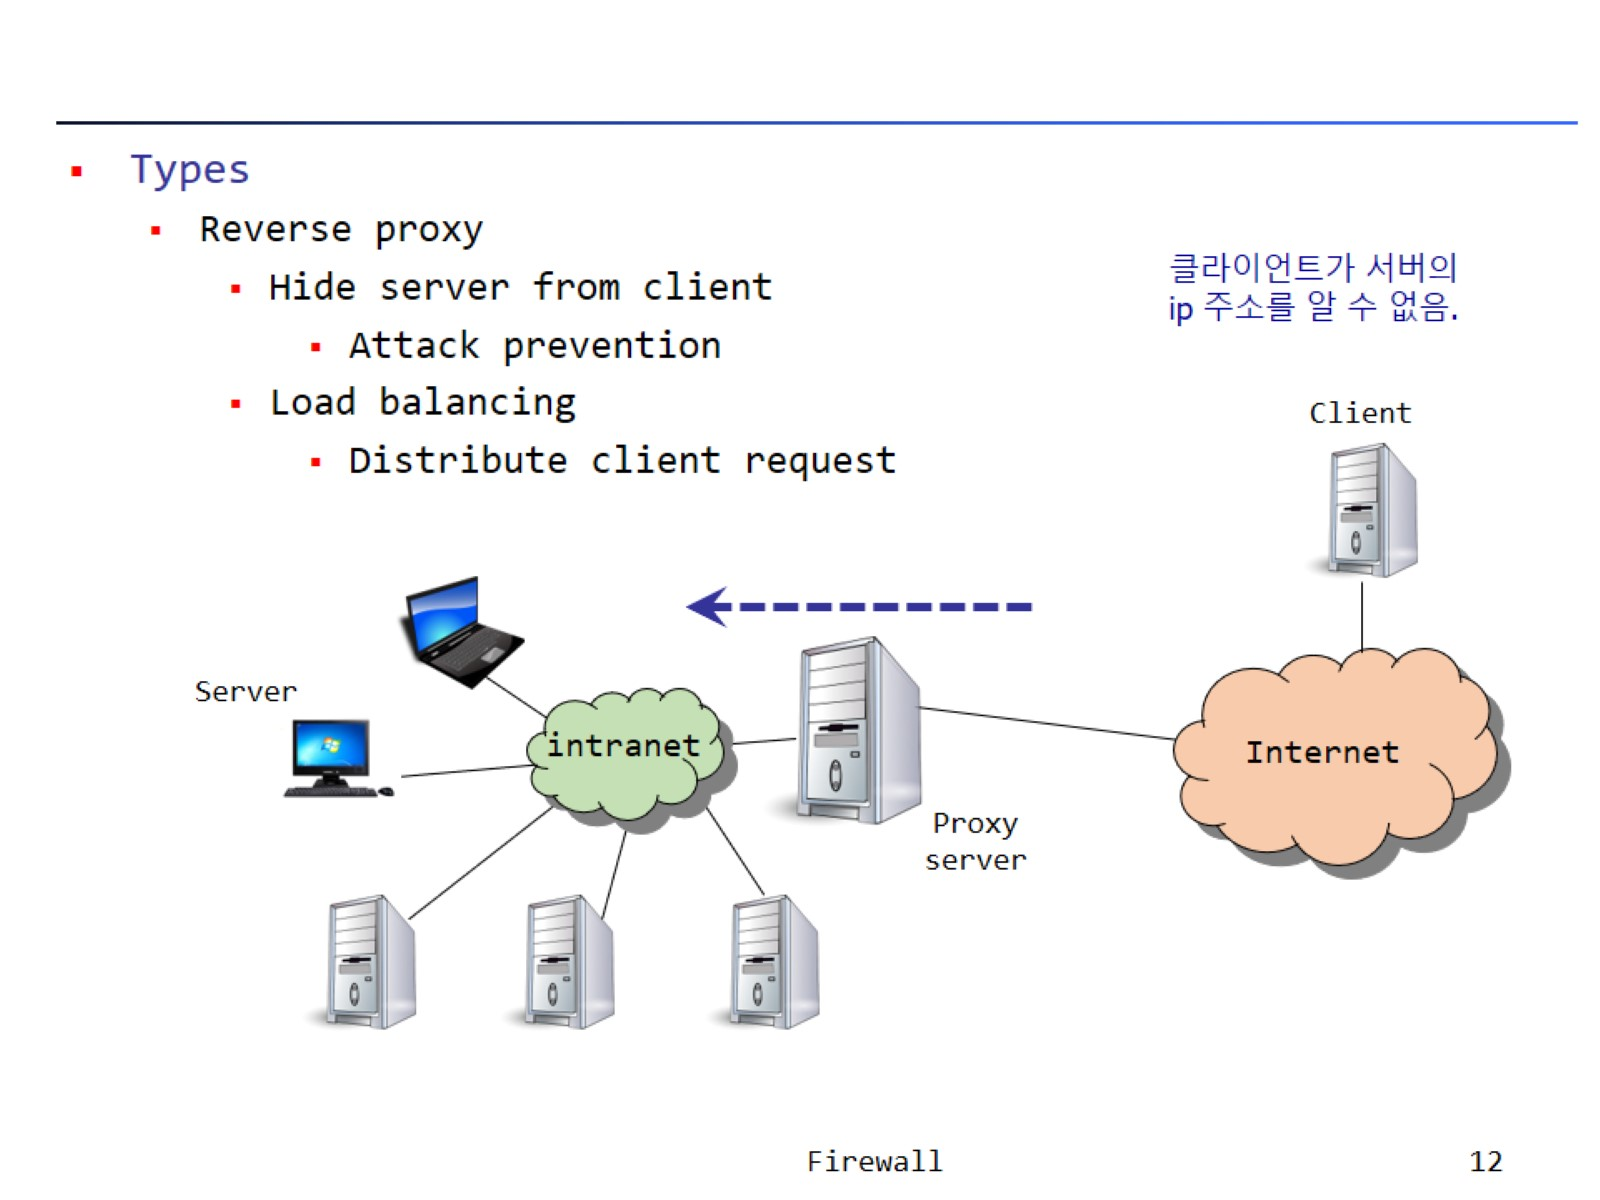 Types
Reverse proxy
Hide server from client
Attack prevention
Load balancing
Distribute client request
클라이언트가 서버의
ip 주소를 알 수 없음.
Client
Server
intranet
Internet
Proxy
server
Firewall
12